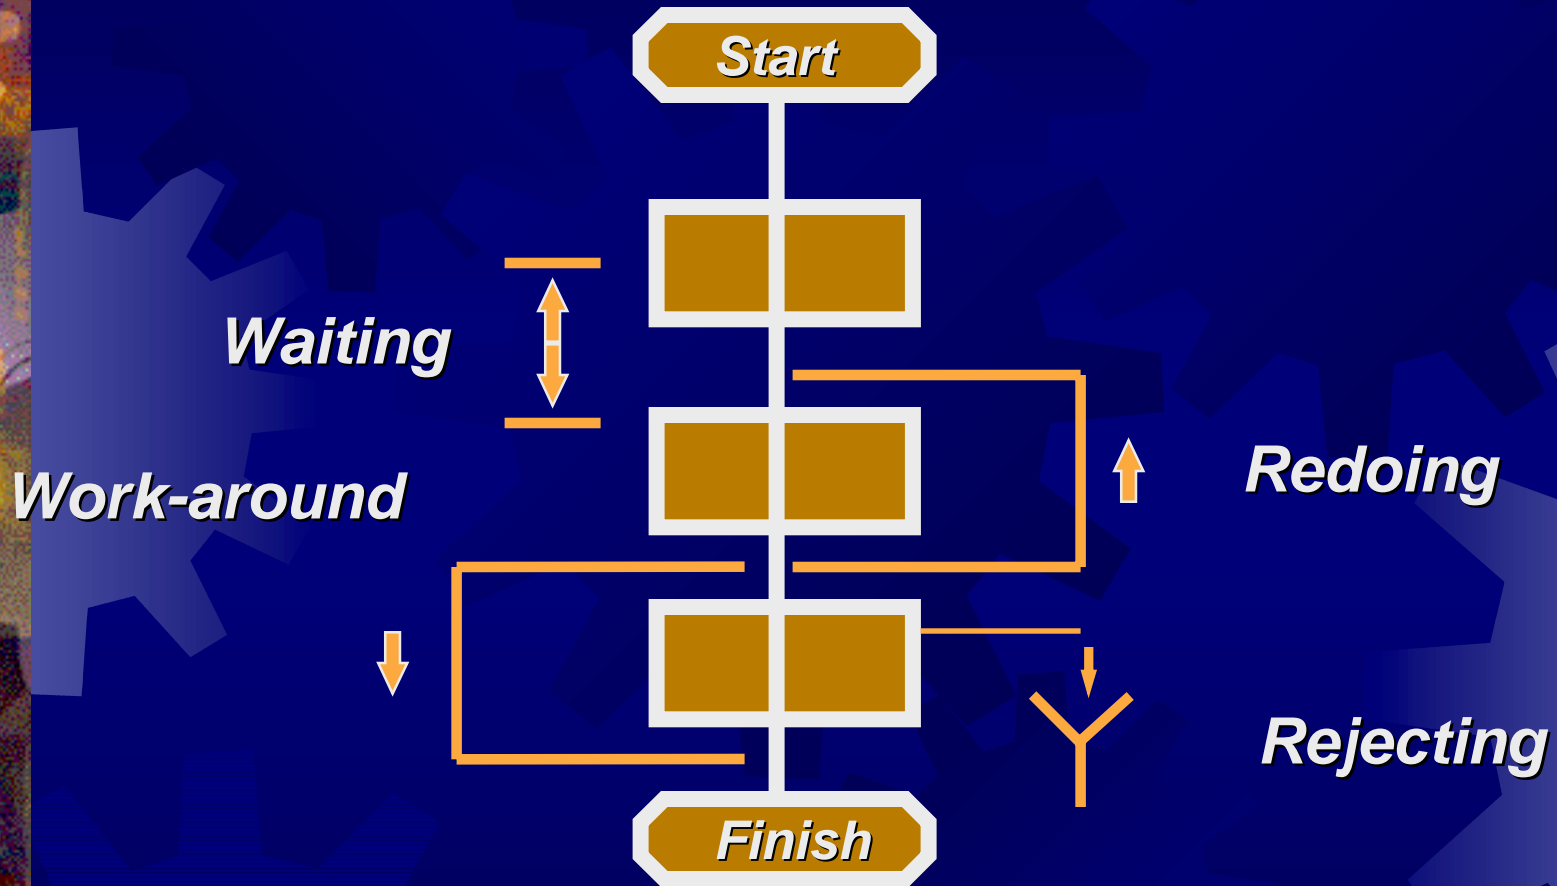 Start
Waiting
Redoing
Work-around
Rejecting
Finish